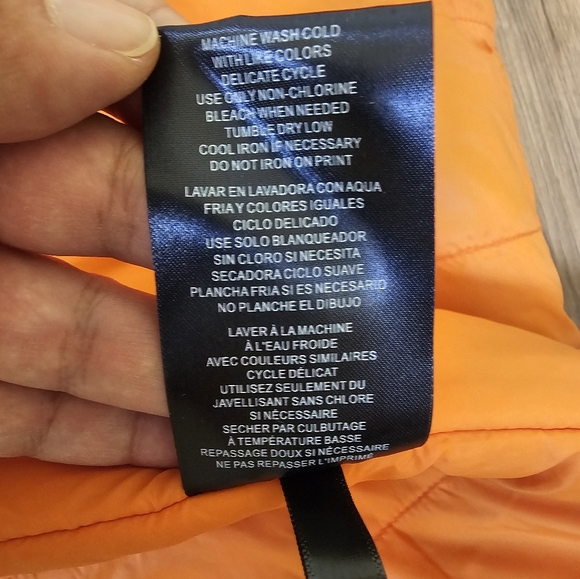 MACHINE WASH COLD
WITH LIKE COLORS
DELICATE CYCLE
USE ONLY NON-CHLORINE
BLEACH WHEN NEEDED
TUMBLE DRY LOW
COOL IRON IF NECESSARY
DO NOT IRON ON PRINT
LAVAR EN LAVADORA CON AQUA
FRIA Y COLORES IGUALES
CICLO DELICADO
USE SOLO BLANQUEADOR
SIN CLORO SI NECESITA
SECADORA CICLO SUAVE
PLANCHA FRIA SI ES NECESARIO
NO PLANCHE EL DIBUJO
LAVER À LA MACHINE
À L'EAU FROIDE
AVEC COULEURS SIMILAIRES
CYCLE DÉLICAT
UTILISEZ SEULEMENT DU
JAVELLISANT SANS CHLORE
SI NÉCESSAIRE
SECHER PAR CULBUTAGE
À TEMPÉRATURE BASSE
REPASSAGE DOUX SI NÉCESSAIRE
NE PAS REPASSER L'IMPRIMÉ